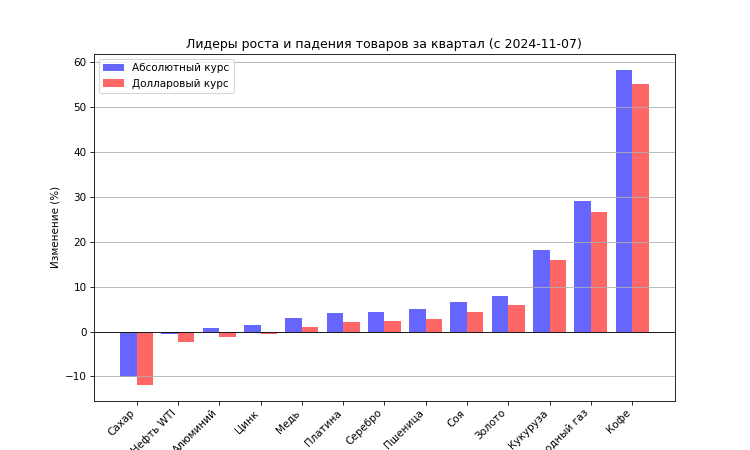 Лидеры роста и падения товаров за квартал (с 2024-11-07)
Абсолютный курс
Долларовый курс
Изменение (%)
60
50
40
30
20
10
0
−10
Сахар
Нефть WTI
Алюминий
Цинк
Медь
Платина
Серебро
Пшеница
Соя
Золото
Кукуруза
одный газ
Кофе